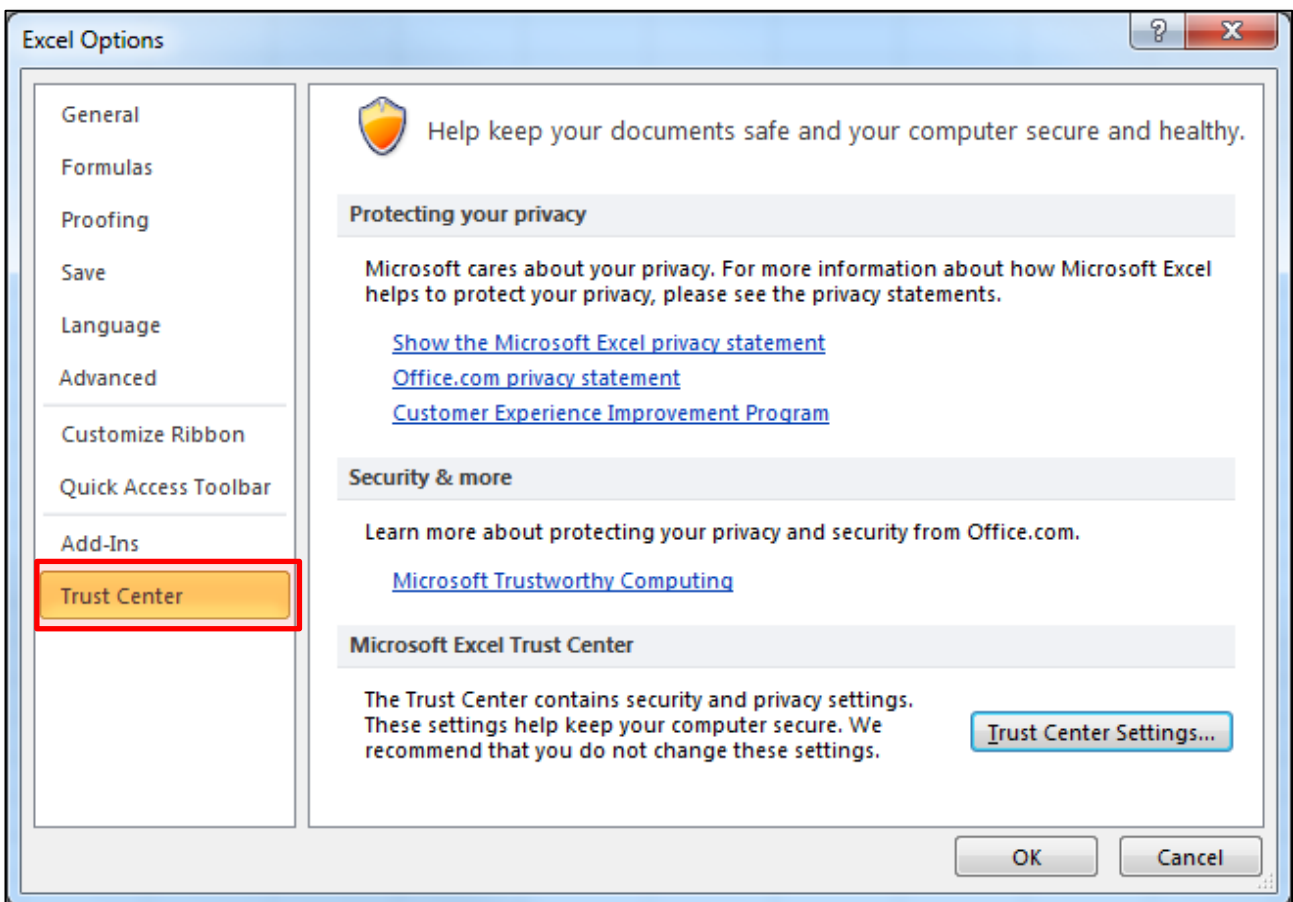 Excel Options
General
Formulas
Proofing
Save
Language
Advanced
Customize Ribbon
Quick Access Toolbar
Add-Ins
Trust Center
Help keep your documents safe and your computer secure and healthy.
Protecting your privacy
Microsoft cares about your privacy. For more information about how Microsoft Excel
helps to protect your privacy, please see the privacy statements.
Show the Microsoft Excel privacy statement
Office.com privacy statement
Customer Experience Improvement Program
Security & more
Learn more about protecting your privacy and security from Office.com.
Microsoft Trustworthy Computing
Microsoft Excel Trust Center
The Trust Center contains security and privacy settings.
These settings help keep your computer secure. We
recommend that you do not change these settings.
Trust Center Settings...
OK
Cancel